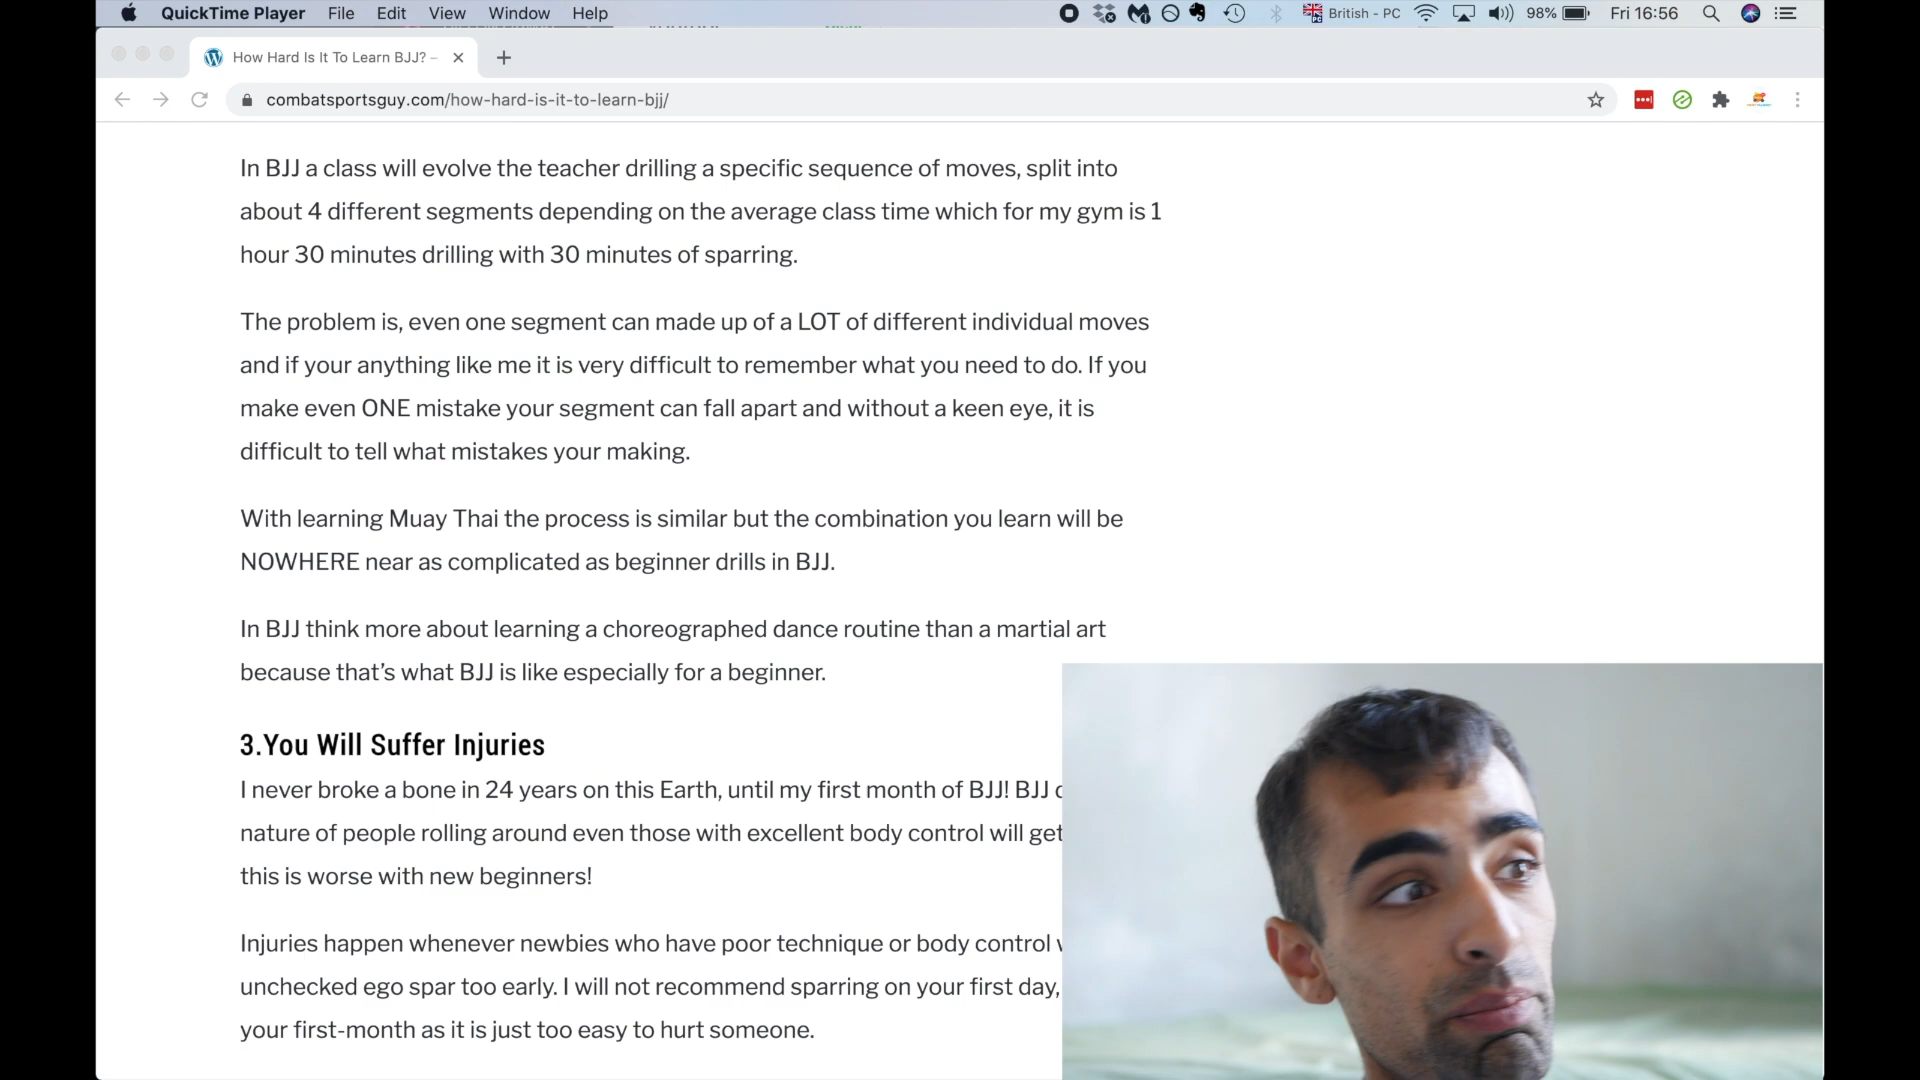 QuickTime Player File Edit View Window Help British - PC 98% Fri 16:56
How Hard Is It To Learn BJJ? –
combatsportsguy.com/how-hard-is-it-to-learn-bjj/
In BJJ a class will evolve the teacher drilling a specific sequence of moves, split into
about 4 different segments depending on the average class time which for my gym is 1
hour 30 minutes drilling with 30 minutes of sparring.
The problem is, even one segment can made up of a LOT of different individual moves
and if your anything like me it is very difficult to remember what you need to do. If you
make even ONE mistake your segment can fall apart and without a keen eye, it is
difficult to tell what mistakes your making.
With learning Muay Thai the process is similar but the combination you learn will be
NOWHERE near as complicated as beginner drills in BJJ.
In BJJ think more about learning a choreographed dance routine than a martial art
because that’s what BJJ is like especially for a beginner.
3.You Will Suffer Injuries
I never broke a bone in 24 years on this Earth, until my first month of BJJ! BJJ
nature of people rolling around even those with excellent body control will get
this is worse with new beginners!
Injuries happen whenever newbies who have poor technique or body control
unchecked ego spar too early. I will not recommend sparring on your first day,
your first-month as it is just too easy to hurt someone.